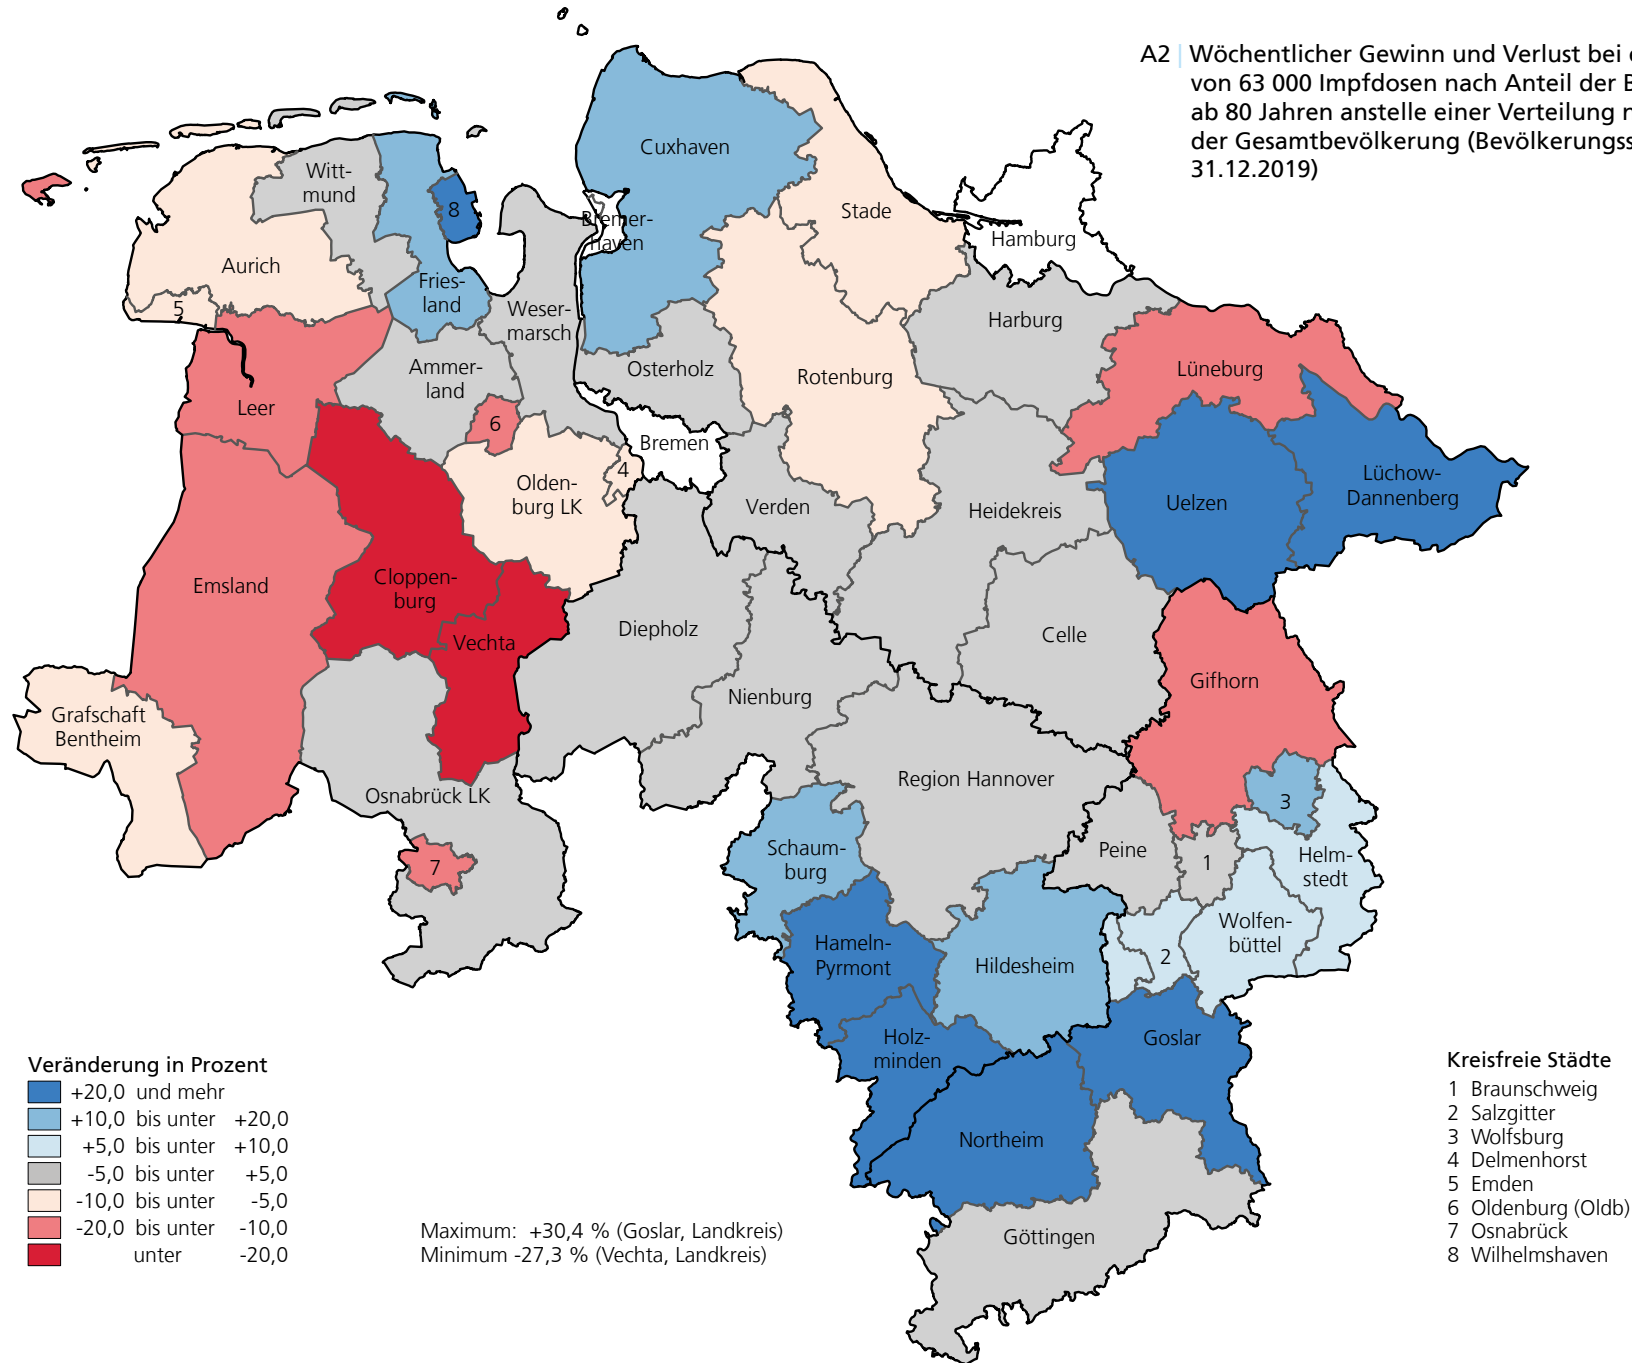 A2 | Wöchentlicher Gewinn und Verlust bei
von 63 000 Impfdosen nach Anteil der
ab 80 Jahren anstelle einer Verteilung
der Gesamtbevölkerung
31.12.2019)
Cuxhaven
Witt-
mund
8
Stade
Bremer-
haven
Hamburg
Aurich
Fries-
land
5
Weser-
marsch
Harburg
Ammer-
land
Osterholz
Rotenburg
Lüneburg
Leer
6
Bremen
4
Olden-
burg LK
Verden
Heidekreis
Uelzen
Lüchow-
Dannenberg
Emsland
Cloppen-
burg
Vechta
Diepholz
Celle
Nienburg
Gifhorn
Grafschaft
Bentheim
Region Hannover
Osnabrück LK
3
Schaum-
burg
Peine
1
Helm-
stedt
7
Wolfen-
büttel
Hameln-
Pyrmont
Hildesheim
2
Holz-
minden
Goslar
Northeim
Göttingen
Veränderung in Prozent
+20,0 und mehr
+10,0 bis unter +20,0
+5,0 bis unter +10,0
-5,0 bis unter +5,0
-10,0 bis unter -5,0
-20,0 bis unter -10,0
unter -20,0
Maximum: +30,4 % (Goslar, Landkreis)
Minimum -27,3 % (Vechta, Landkreis)
Kreisfreie Städte
1 Braunschweig
2 Salzgitter
3 Wolfsburg
4 Delmenhorst
5 Emden
6 Oldenburg (Oldb)
7 Osnabrück
8 Wilhelmshaven